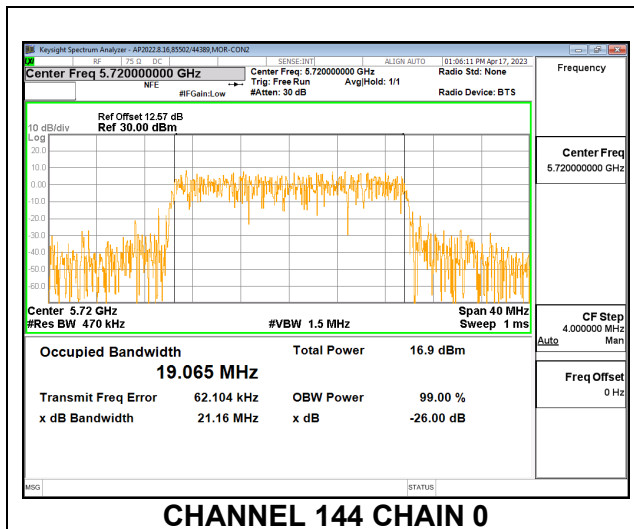 Keysight Spectrum Analyzer - AP2022.8.16,85502/44389,MOR-CON2
LXI RF 75 Ω DC SENSE:INT ALIGN AUTO 01:06:11 PM Apr 17, 2023
Center Freq 5.720000000 GHz Center Freq: 5.720000000 GHz Radio Std: None Frequency
NFE Trig: Free Run Avg|Hold: 1/1
#IFGain:Low #Atten: 30 dB Radio Device: BTS
Ref Offset 12.57 dB
10 dB/div Ref 30.00 dBm
Log
20.0
10.0
0.00
-10.0
-20.0
-30.0
-40.0
-50.0
-60.0
Center Freq
5.720000000 GHz
Center 5.72 GHz Span 40 MHz
#Res BW 470 kHz #VBW 1.5 MHz Sweep 1 ms
CF Step
4.000000 MHz
Auto Man
Occupied Bandwidth Total Power 16.9 dBm
19.065 MHz
Freq Offset
0 Hz
Transmit Freq Error 62.104 kHz OBW Power 99.00 %
x dB Bandwidth 21.16 MHz x dB -26.00 dB
MSG STATUS
CHANNEL 144 CHAIN 0